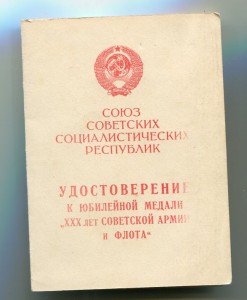 СОЮЗ
СОВЕТСКИХ
СОЦИАЛИСТИЧЕСКИХ
РЕСПУБЛИК
УДОСТОВЕРЕНИЕ
К ЮБИЛЕЙНОЙ МЕДАЛИ
„XXX ЛЕТ СОВЕТСКОЙ АРМИИ
И ФЛОТА“